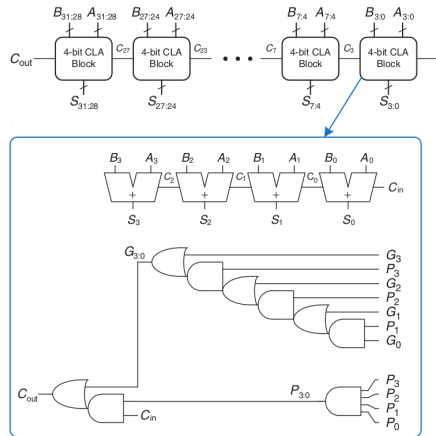 B31:28 A31:28 B27:24 A27:24 B7:4 A7:4 B3:0 A3:0
Cout 4-bit CLA Block C27 4-bit CLA Block C23 C7 4-bit CLA Block C3 4-bit CLA Block
S31:28 S27:24 S7:4 S3:0
B3 A3 B2 A2 B1 A1 B0 A0
+ C2 + C1 + C0 + Cin
S3 S2 S1 S0
G3:0
G3
P3
G2
P2
G1
P1
G0
Cout
Cin
P3:0
P3
P2
P1
P0